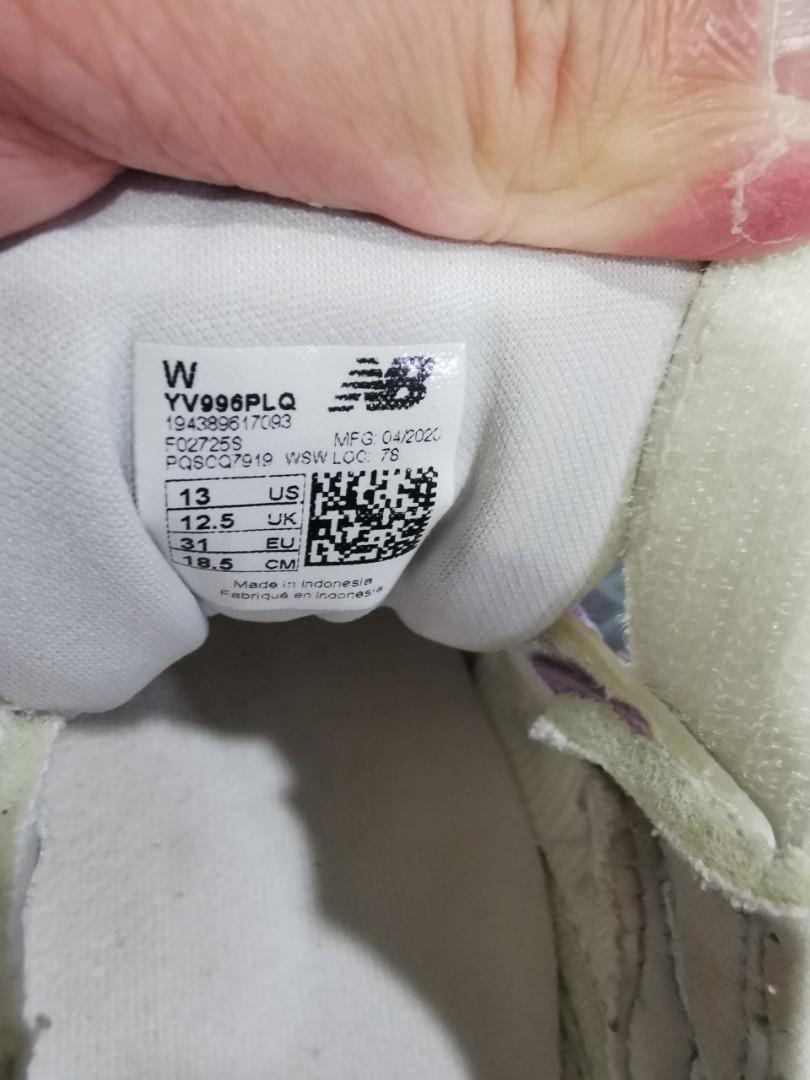 W
YV996PLQ
194389617093
F02725S
MFG: 04/2020
PQSCQ7919 WSW LOC: 78
13 US
12.5 UK
31 EU
18.5 CM
Made in Indonesia
Fabriqué en Indonesia